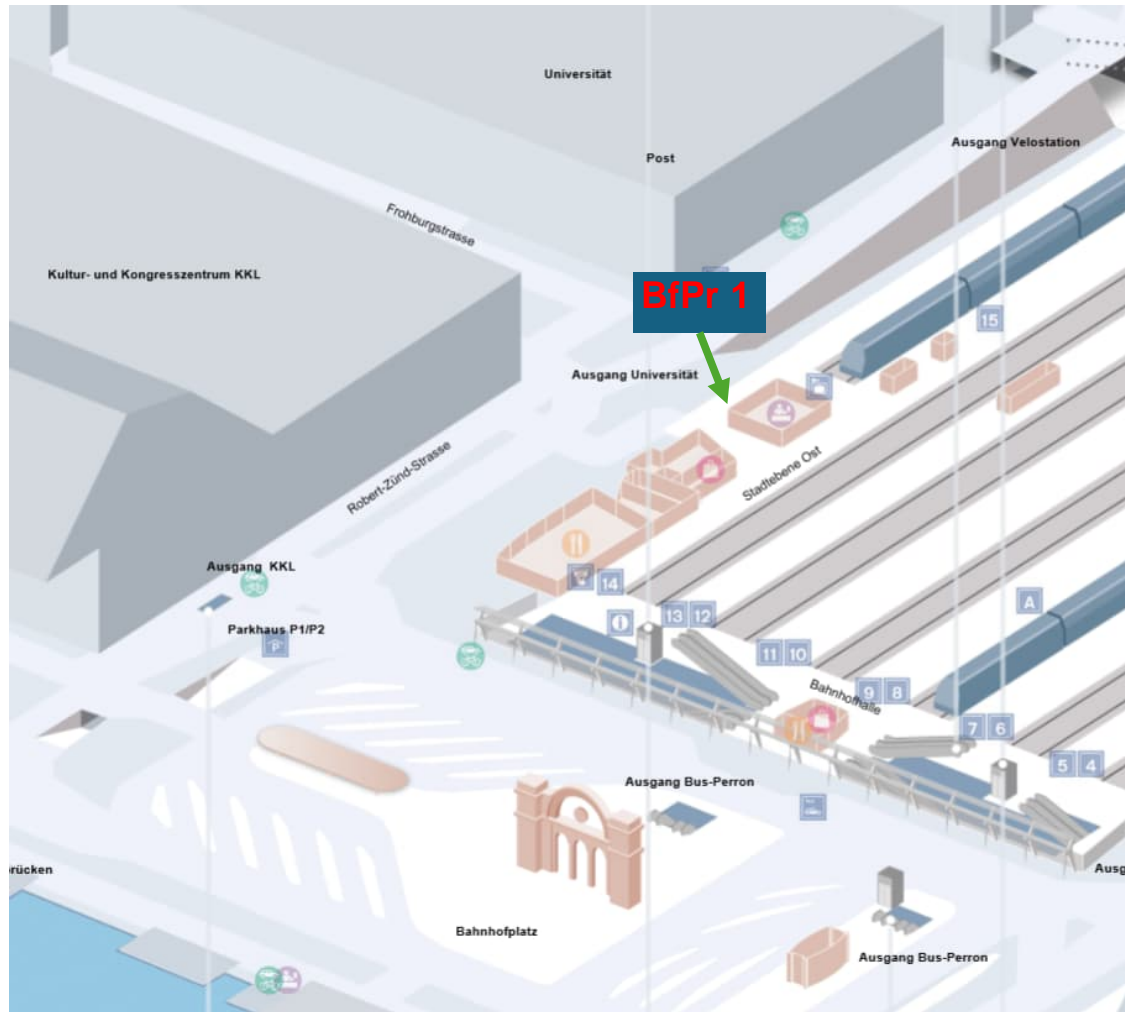 Universität
Post
Ausgang Velostation
Frohburgstrasse
Kultur- und Kongresszentrum KKL
BfPr 1
15
Ausgang Universität
Robert-Zünd-Strasse
Stadtebene Ost
Ausgang KKL
14
A
Parkhaus P1/P2
P
i
13 12
11 10
Bahnhofhalle
9 8
7 6
5 4
Ausgang Bus-Perron
rücken
Ausg
Bahnhofplatz
Ausgang Bus-Perron